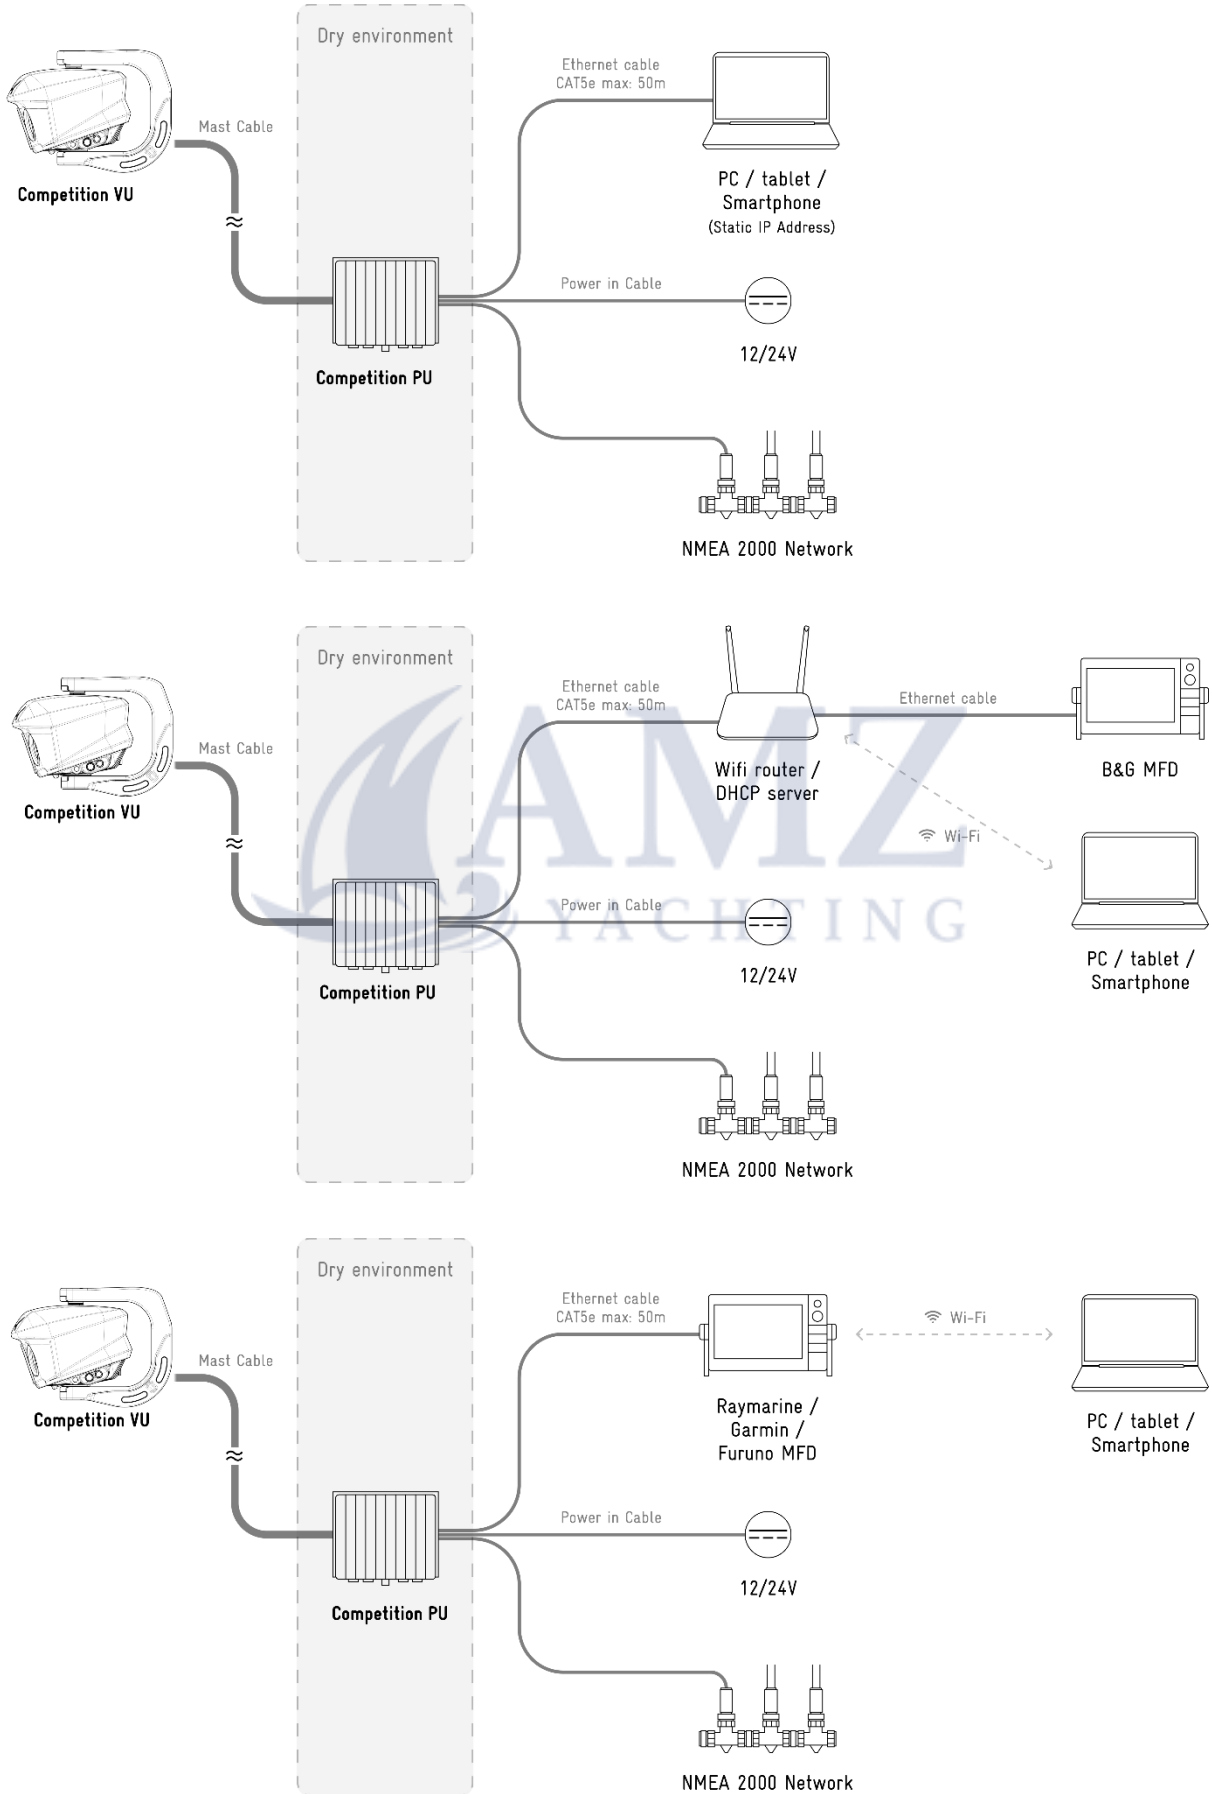 Dry environment
Ethernet cable
CAT5e max: 50m
Mast Cable
Competition VU
PC / tablet /
Smartphone
(Static IP Address)
Power in Cable
12/24V
Competition PU
NMEA 2000 Network
Dry environment
Ethernet cable
CAT5e max: 50m
Ethernet cable
Mast Cable
Competition VU
Wifi router /
DHCP server
B&G MFD
Wi-Fi
AMZ
YACHTING
Power in Cable
12/24V
PC / tablet /
Smartphone
Competition PU
NMEA 2000 Network
Dry environment
Ethernet cable
CAT5e max: 50m
Wi-Fi
Mast Cable
Competition VU
Raymarine /
Garmin /
Furuno MFD
PC / tablet /
Smartphone
Power in Cable
12/24V
Competition PU
NMEA 2000 Network